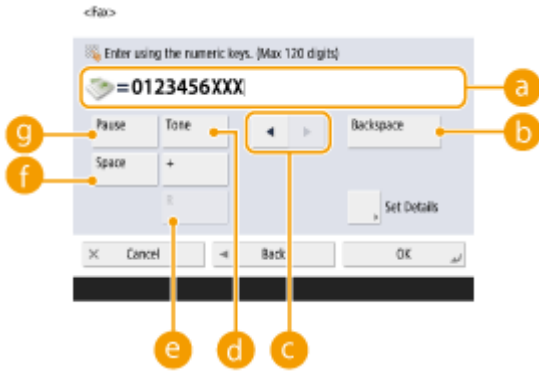 <Fax>
Enter using the numeric keys. (Max 120 digits)
=0123456XXX
a
Pause
Tone
◀
▶
Backspace
g
b
Space
+
f
R
Set Details
× Cancel
◀ Back
OK
e
d
c